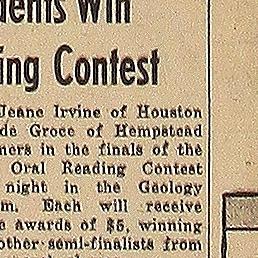 dents Win
ing Contest
Jeane Irvine of Houston
de Groce of Hempstead
ners in the finals of the
Oral Reading Contest
night in the Geology
m. Each will receive
e awards of $5, winning
other semi-finalists from